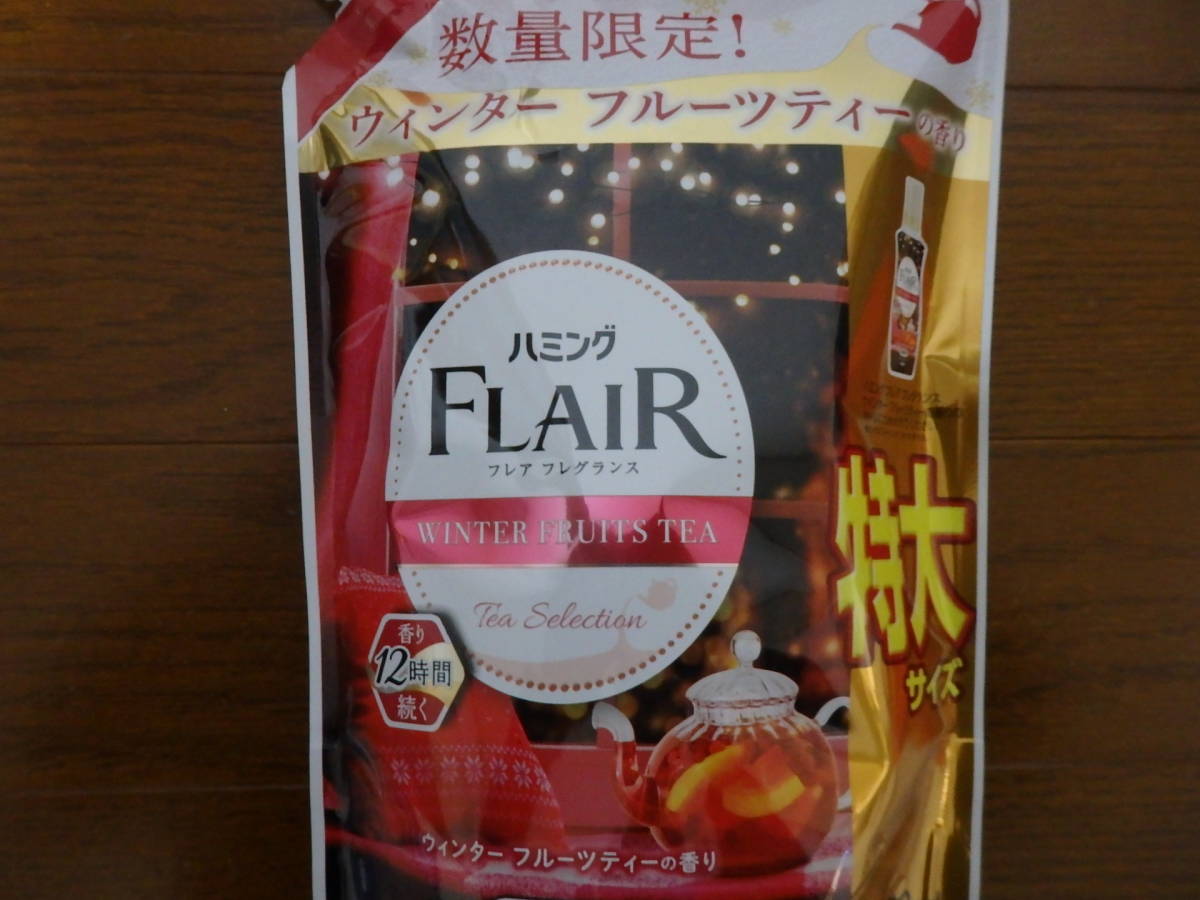 数量限定!
ウィンター フルーツティーの香り
ハミング
FLAIR
フレア フレグランス
WINTER FRUITS TEA
Tea Selection
香り
12時間
続く
特大
サイズ
ウィンター フルーツティーの香り